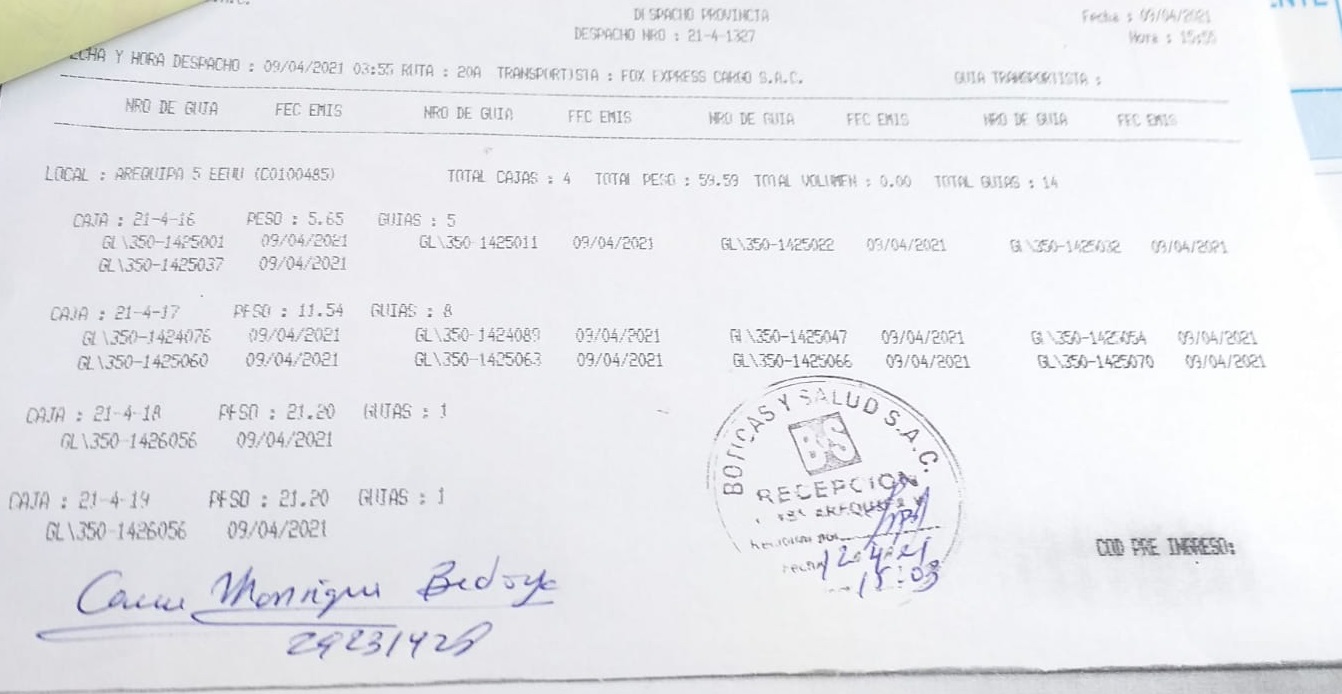 DESPACHO PROVINCIA
Fecha : 09/04/2021
DESPACHO NRO : 21-4-1327
Hora : 15:55
FECHA Y HORA DESPACHO : 09/04/2021 03:55 RUTA : 20A TRANSPORTISTA : FOX EXPRESS CARGO S.A.C. GUIA TRANSPORTISTA :
NRO DE GUIA FEC EMIS NRO DE GUIA FEC EMIS NRO DE GUIA FEC EMIS NRO DE GUIA FEC EMIS
LOCAL : AREQUIPA 5 EEUU (C0100485) TOTAL CAJAS : 4 TOTAL PESO : 59.59 TOTAL VOLUMEN : 0.00 TOTAL GUIAS : 14
CAJA : 21-4-16 PESO : 5.65 GUIAS : 5
GL\350-1425001 09/04/2021 GL\350-1425011 09/04/2021 GL\350-1425022 09/04/2021 GL\350-1425032 09/04/2021
GL\350-1425037 09/04/2021
CAJA : 21-4-17 PESO : 11.54 GUIAS : 8
GL\350-1424076 09/04/2021 GL\350-1424089 09/04/2021 GL\350-1425047 09/04/2021 GL\350-1425054 09/04/2021
GL\350-1425060 09/04/2021 GL\350-1425063 09/04/2021 GL\350-1425066 09/04/2021 GL\350-1425070 09/04/2021
CAJA : 21-4-18 PESO : 21.20 GUIAS : 1
GL\350-1426056 09/04/2021
CAJA : 21-4-19 PESO : 21.20 GUIAS : 1
GL\350-1426056 09/04/2021
BOTICAS Y SALUD S.A.C.
BS
RECEPCION
12-4-21
15:03
COD PRE INGRESO:
Manrique Bedoya